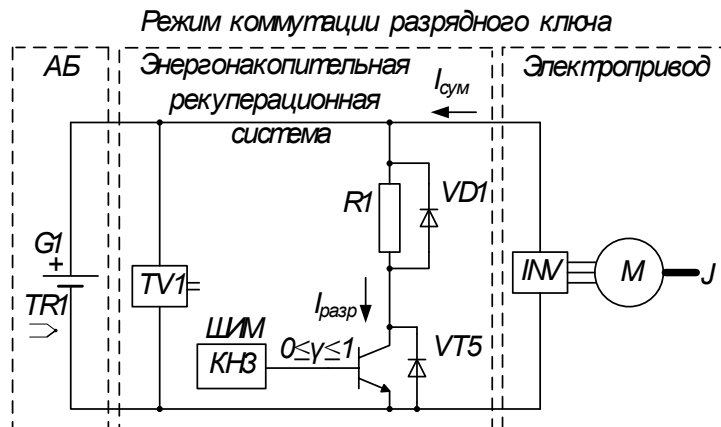 Режим коммутации разрядного ключа
АБ
Энергонакопительная
рекуперационная
система
Iсум
Электропривод
R1
VD1
G1
+
TR1
TV1
INV
M
J
Iразр
ШИМ
КН3
0≤γ≤1
VT5